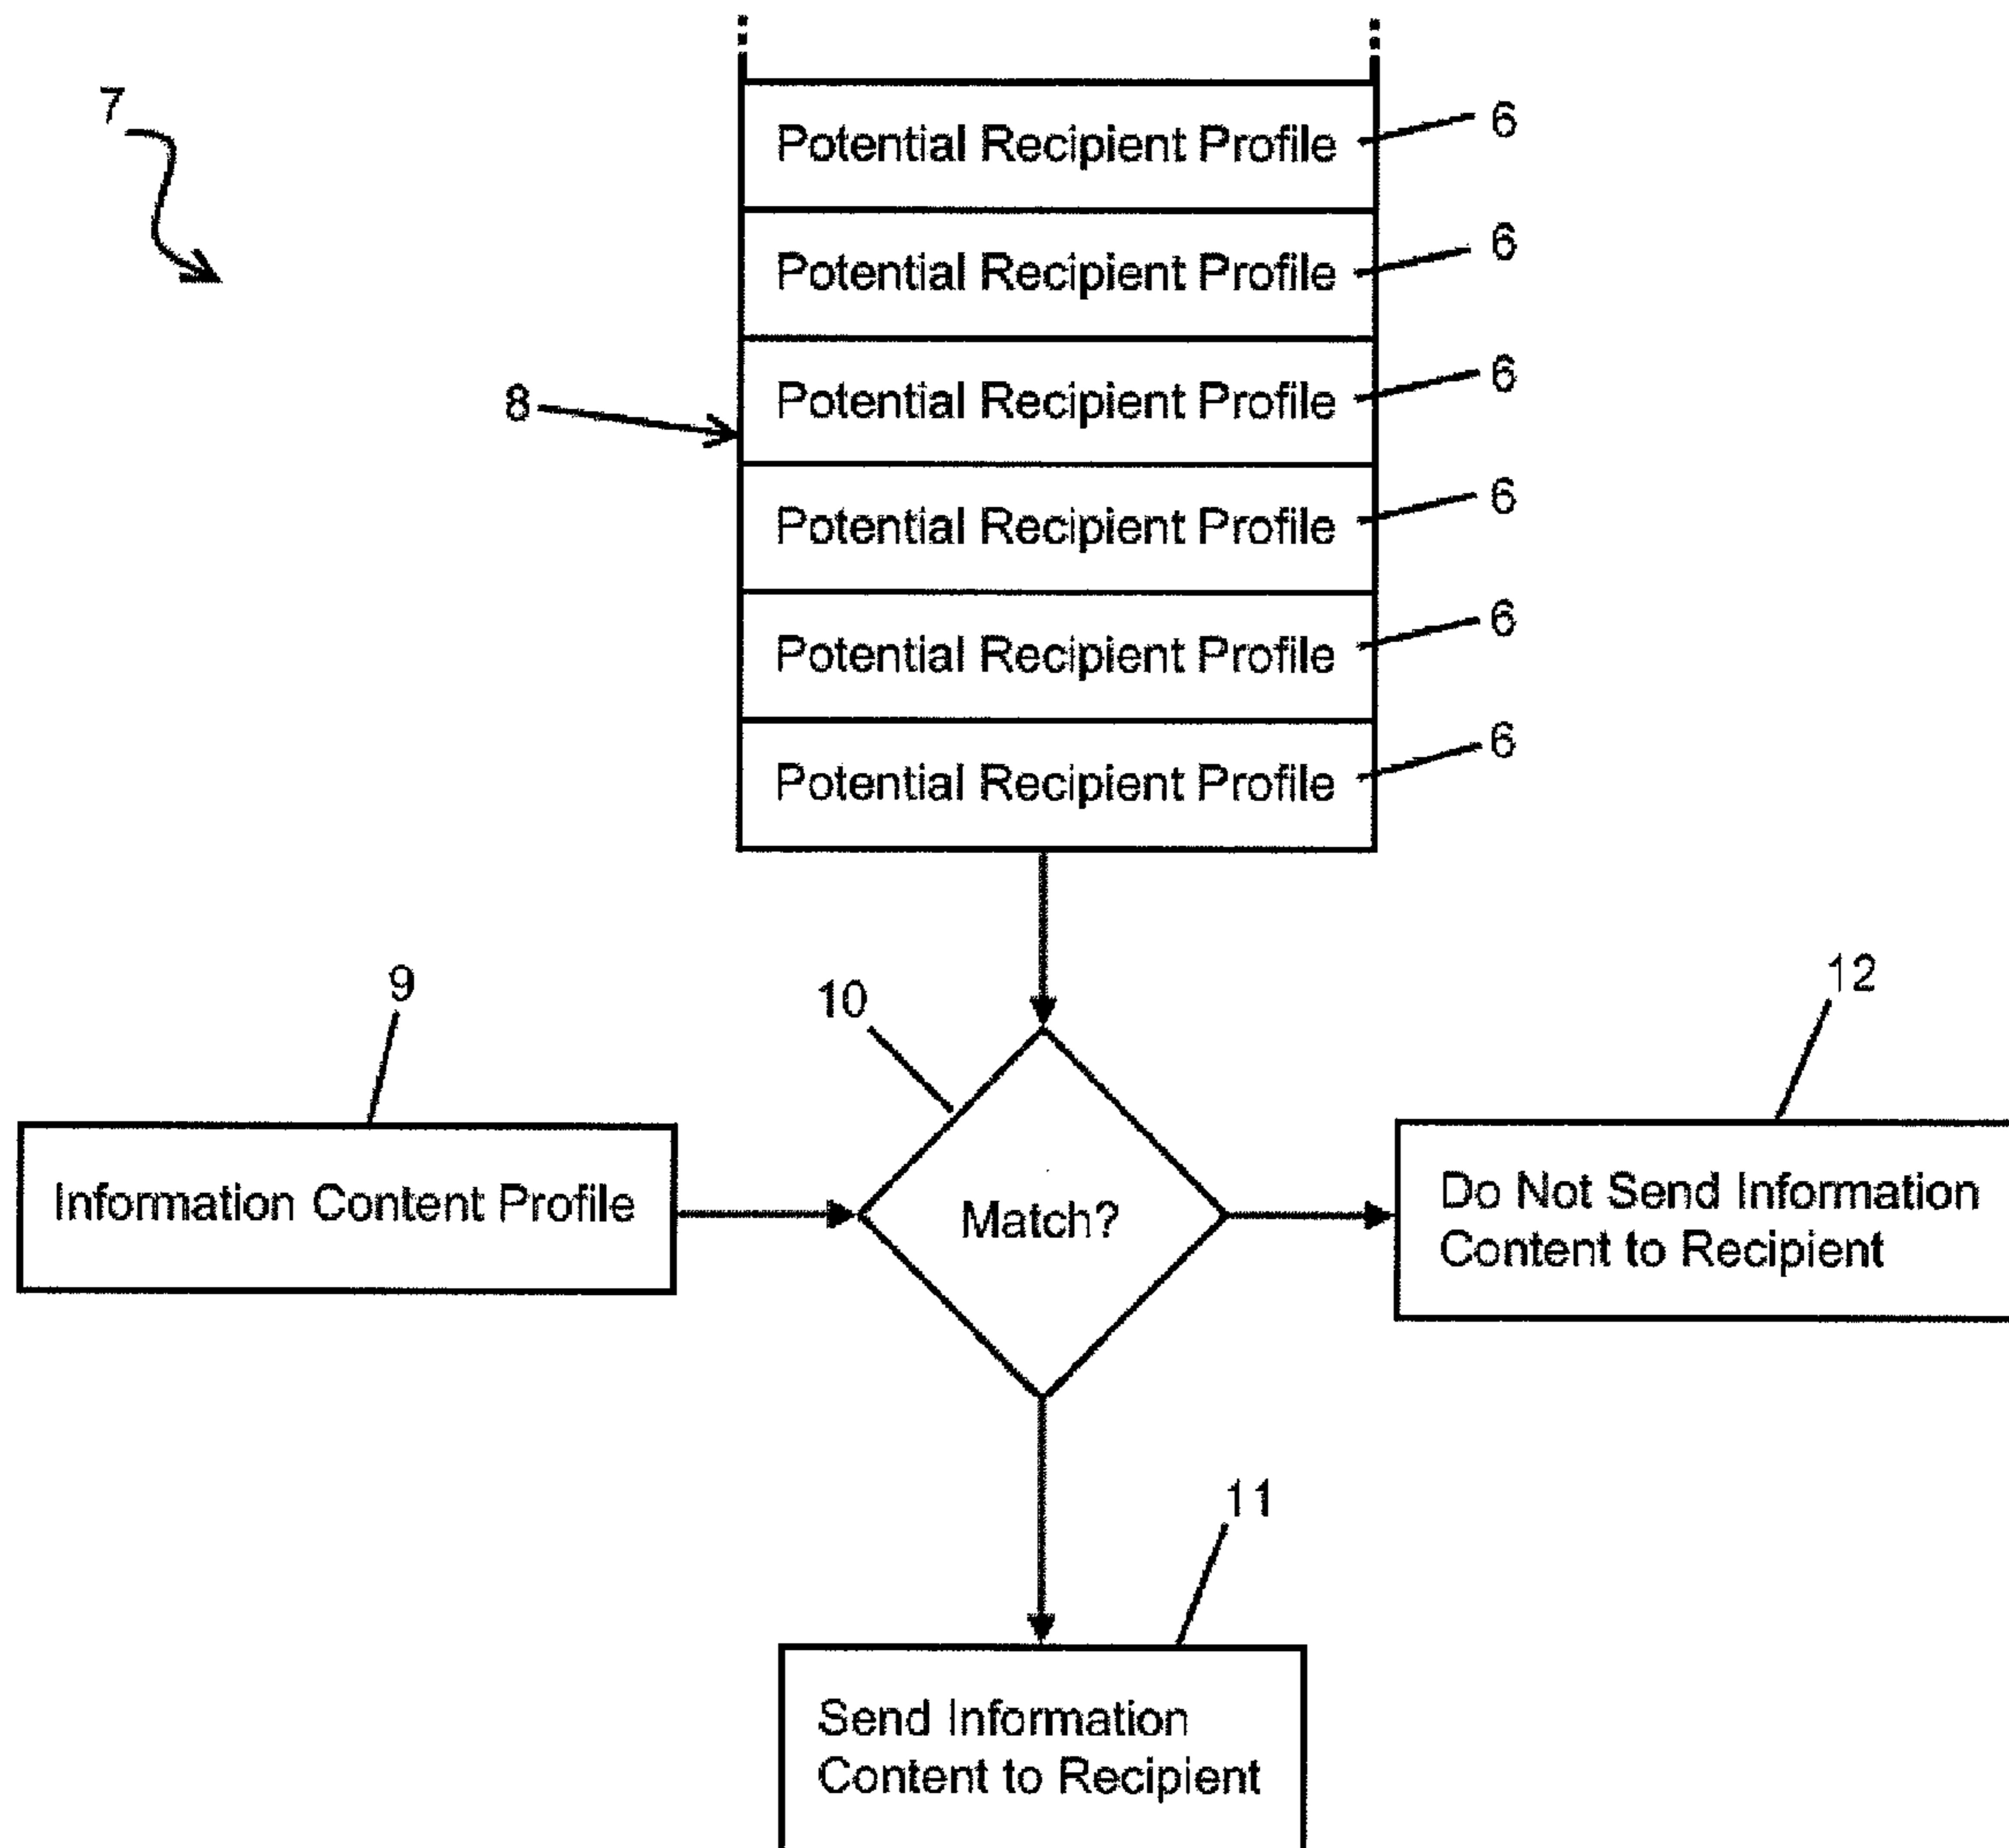 7
Potential Recipient Profile 6
Potential Recipient Profile 6
8 Potential Recipient Profile 6
Potential Recipient Profile 6
Potential Recipient Profile 6
Potential Recipient Profile 6
9
10
12
Information Content Profile
Match?
Do Not Send Information
Content to Recipient
11
Send Information
Content to Recipient